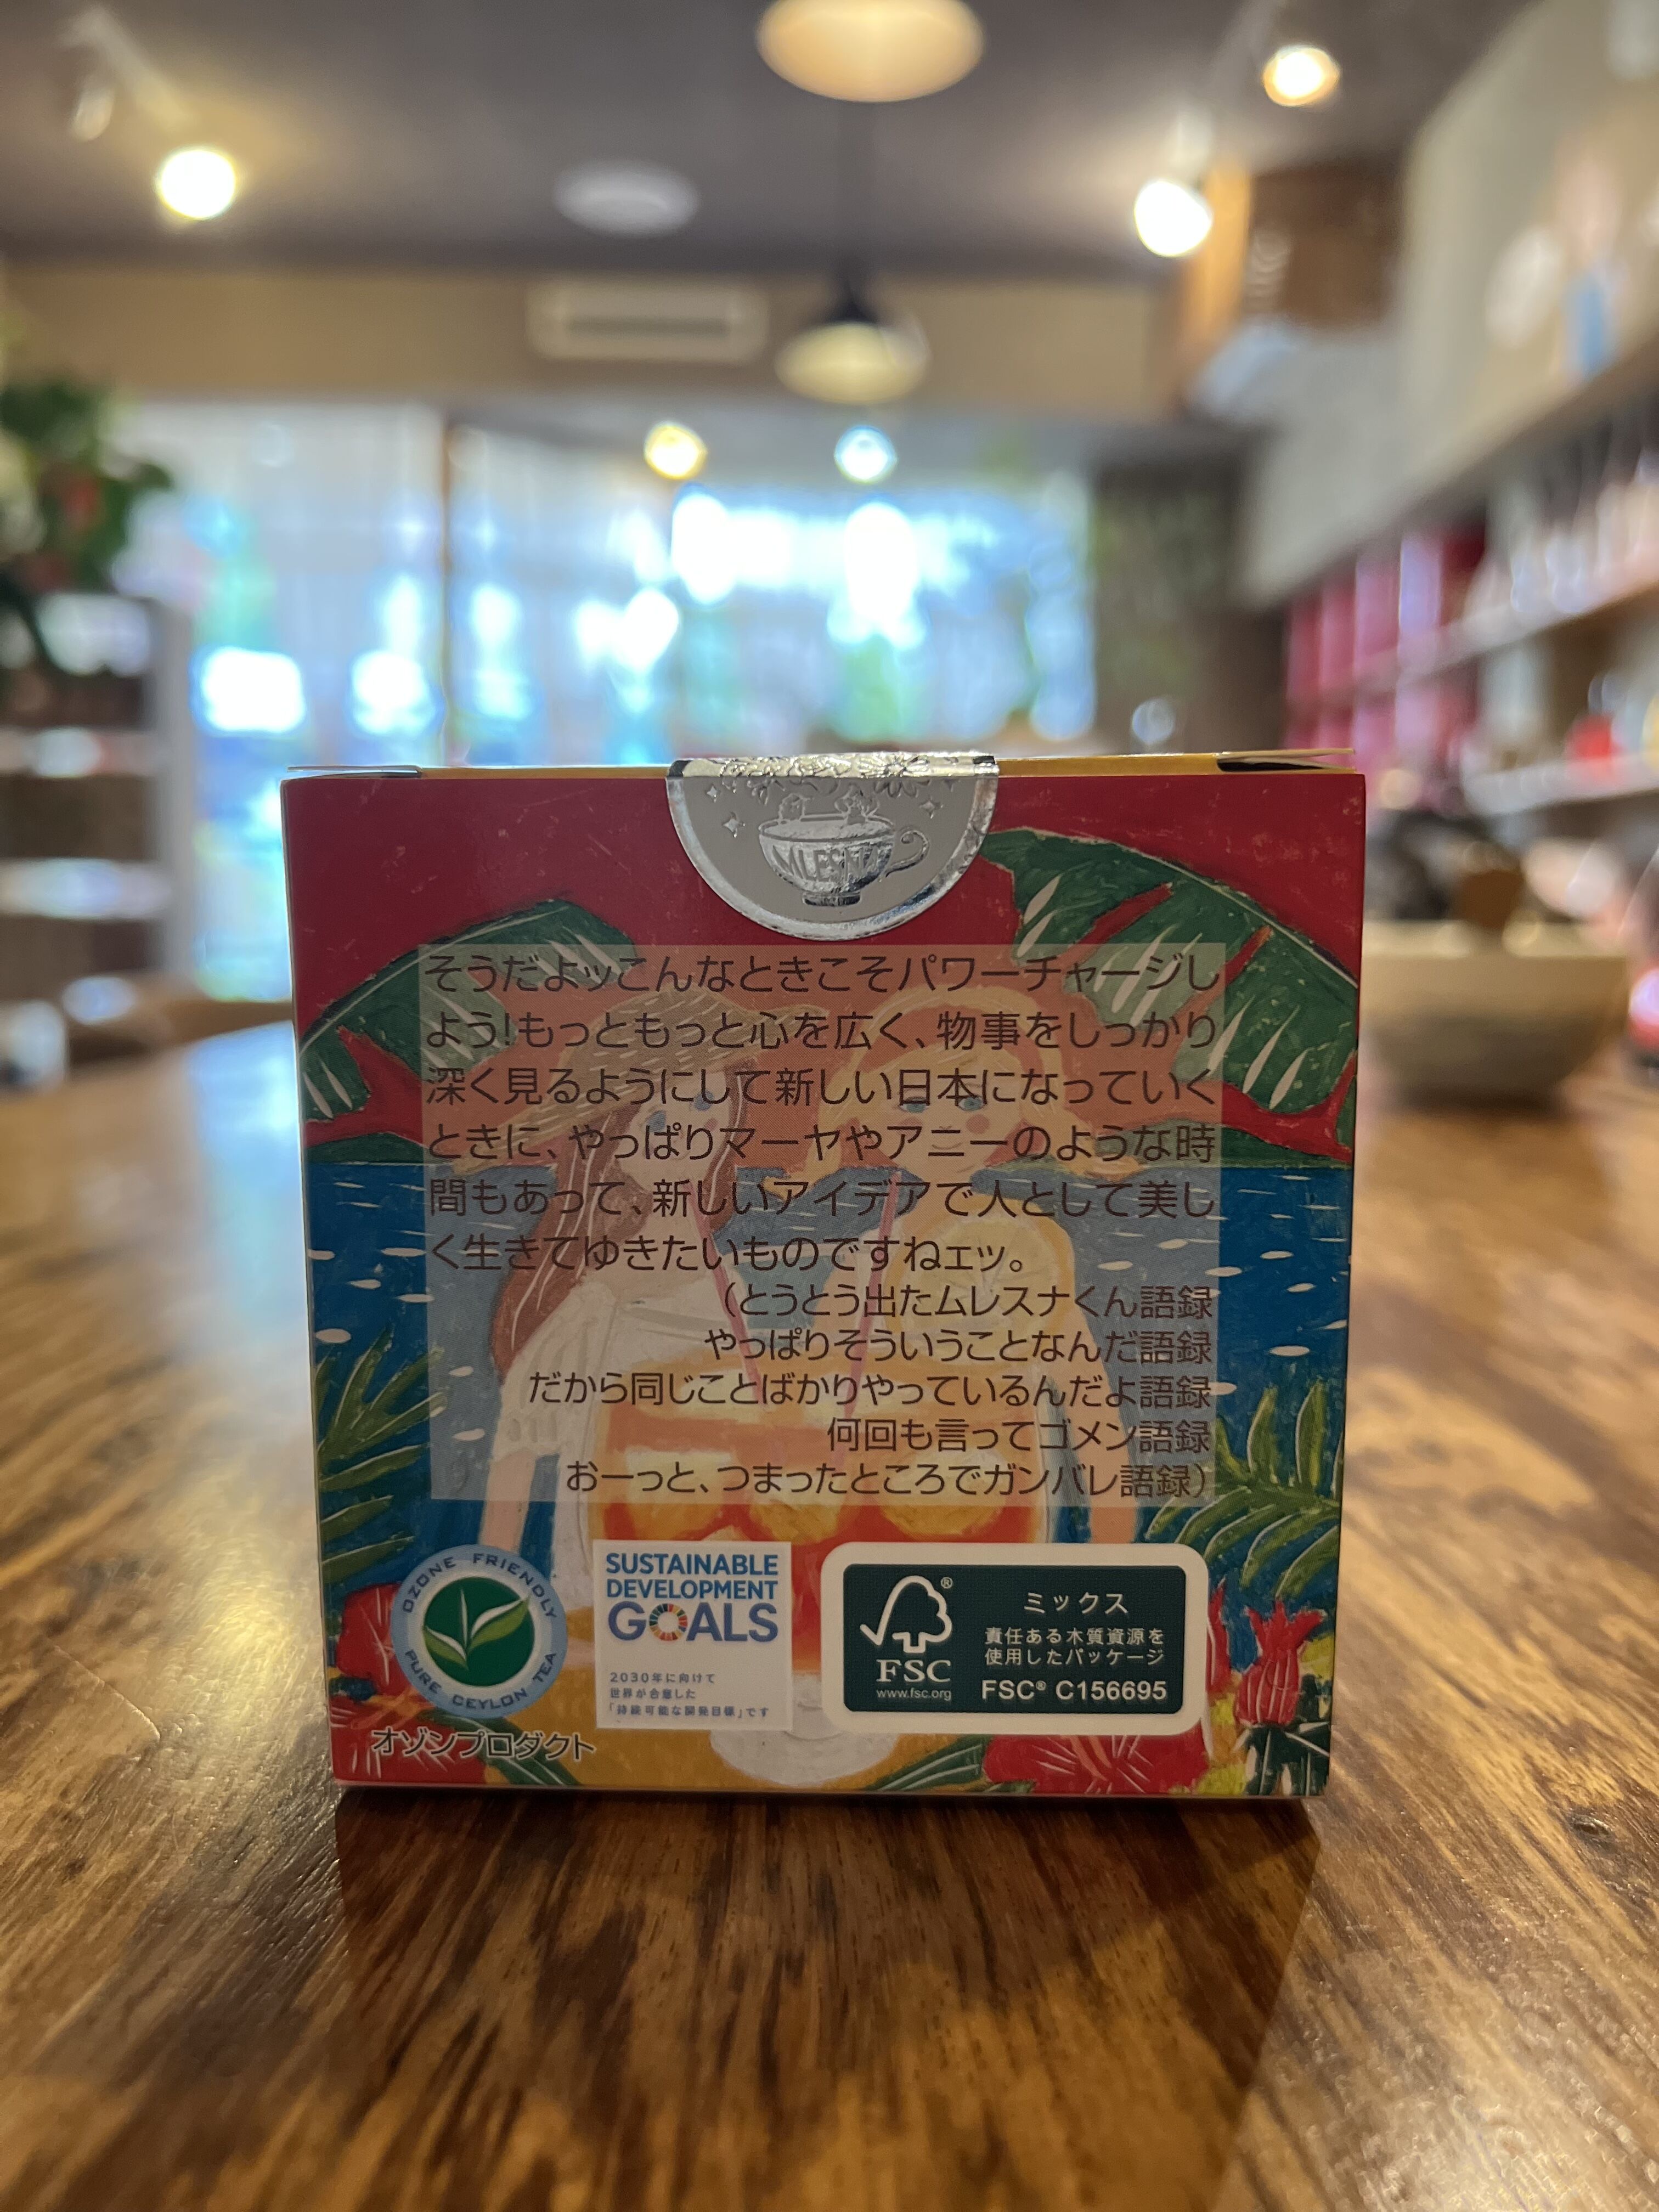 MLESNA
そうだよッこんなときこそパワーチャージし
よう!もっともっと心を広く、物事をしっかり
深く見るようにして新しい日本になっていく
ときに、やっぱりマーヤやアニーのような時
間もあって、新しいアイデアで人として美し
く生きてゆきたいものですねェッ。
(とうとう出たムレスナくん語録
やっぱりそういうことなんだ語録
だから同じことばかりやっているんだよ語録
何回も言ってゴメン語録
おーっと、つまったところでガンバレ語録)
OZONE FRIENDLY
PURE CEYLON TEA
オゾンプロダクト
SUSTAINABLE
DEVELOPMENT
GOALS
2030年に向けて
世界が合意した
「持続可能な開発目標」です
FSC®
www.fsc.org
ミックス
責任ある木質資源を
使用したパッケージ
FSC® C156695